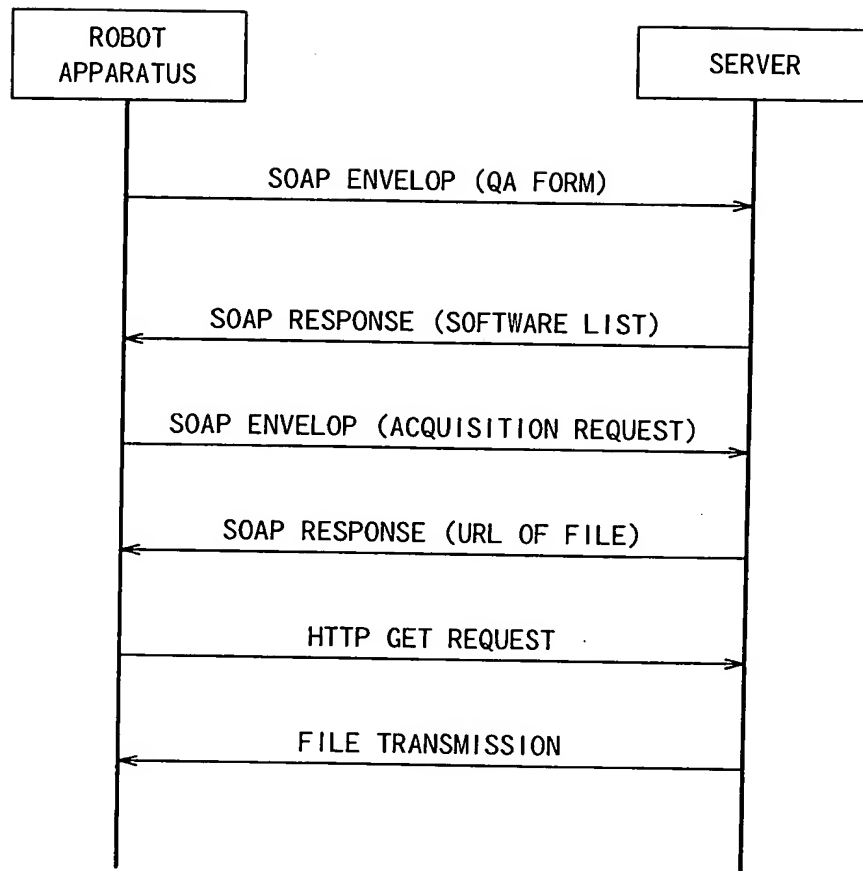 ROBOT
APPARATUS
SERVER
SOAP ENVELOP (QA FORM)
SOAP RESPONSE (SOFTWARE LIST)
SOAP ENVELOP (ACQUISITION REQUEST)
SOAP RESPONSE (URL OF FILE)
HTTP GET REQUEST
FILE TRANSMISSION